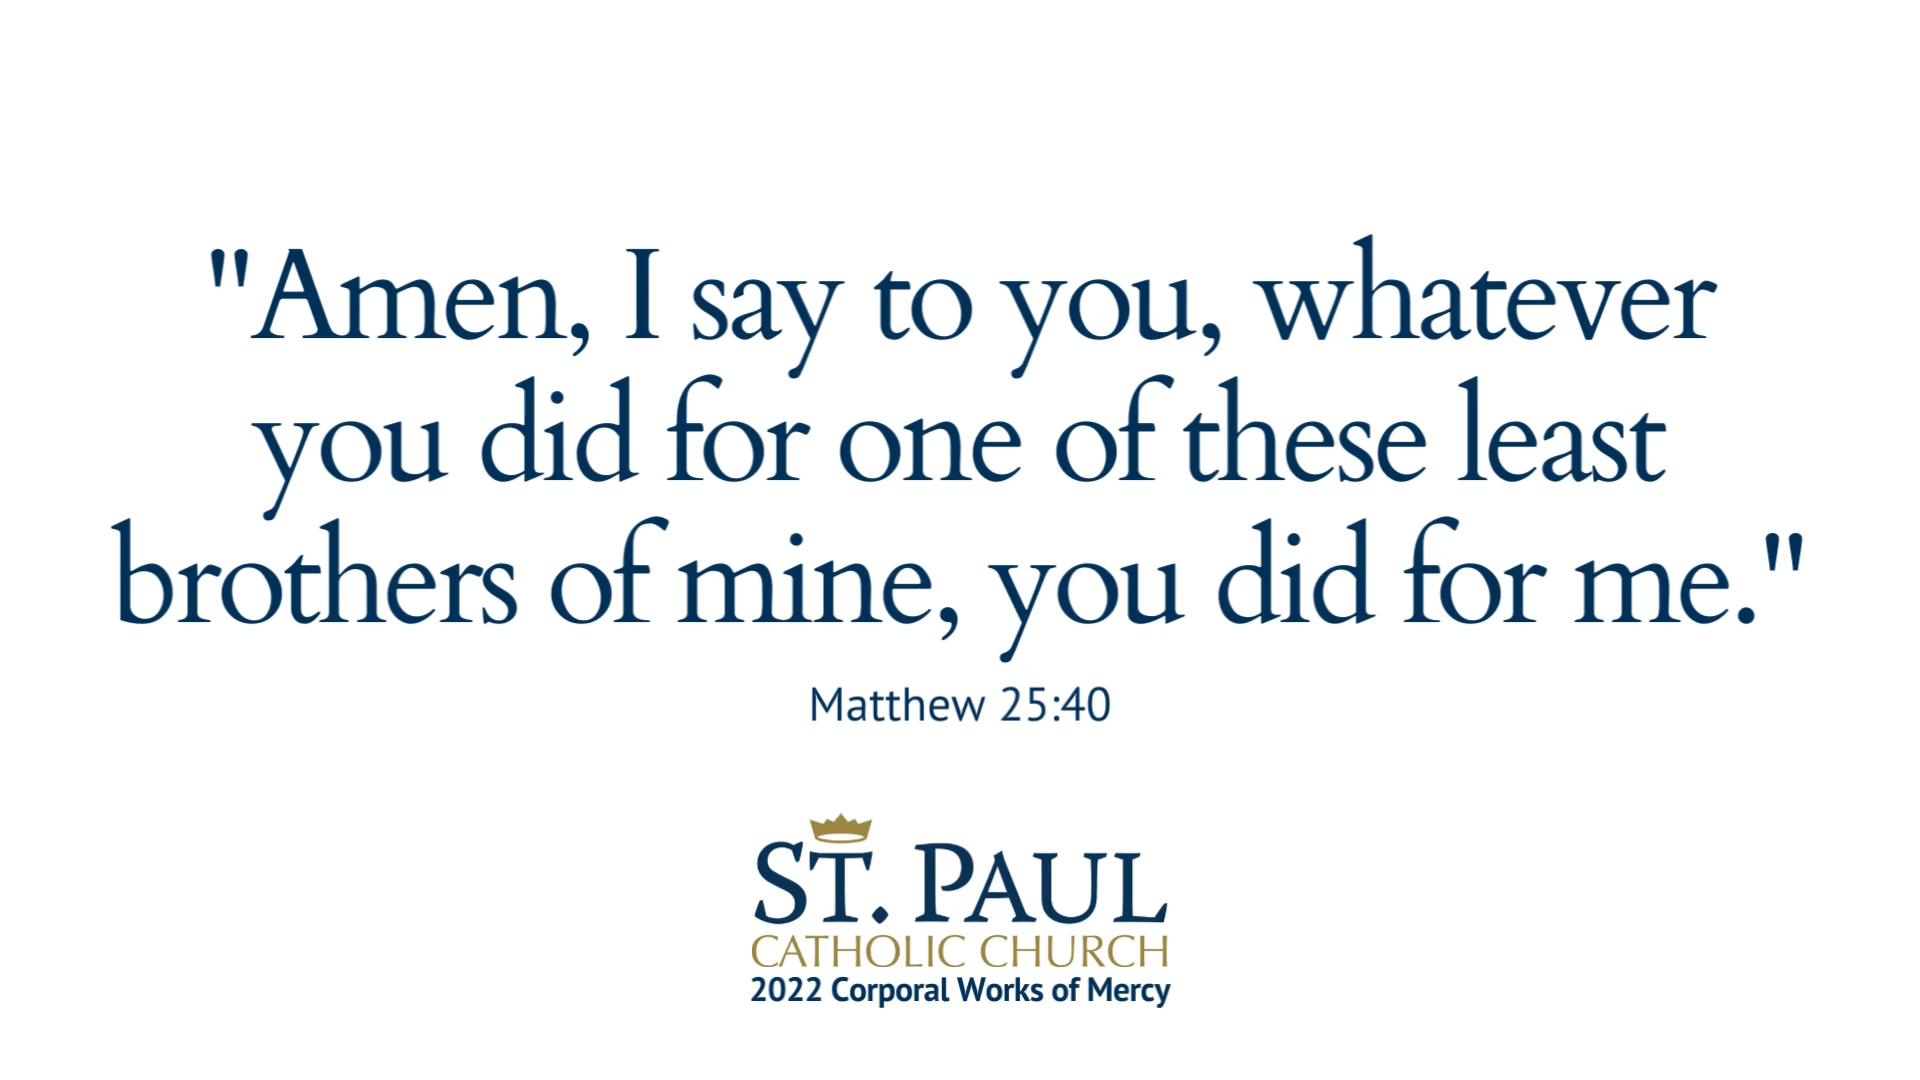 "Amen, I say to you, whatever
you did for one of these least
brothers of mine, you did for me."
Matthew 25:40
ST. PAUL
CATHOLIC CHURCH
2022 Corporal Works of Mercy